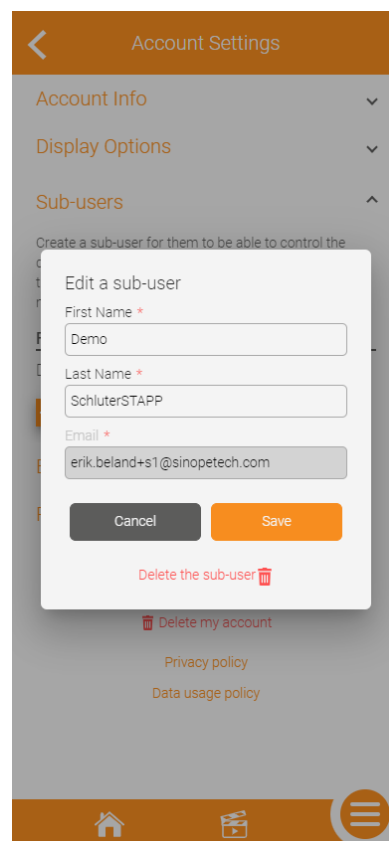 Account Settings
Account Info
Display Options
Sub-users
Create a sub-user for them to be able to control the
Edit a sub-user
First Name *
Demo
Last Name *
SchluterSTAPP
Email *
erik.beland+s1@sinopetech.com
Cancel
Save
Delete the sub-user
Delete my account
Privacy policy
Data usage policy